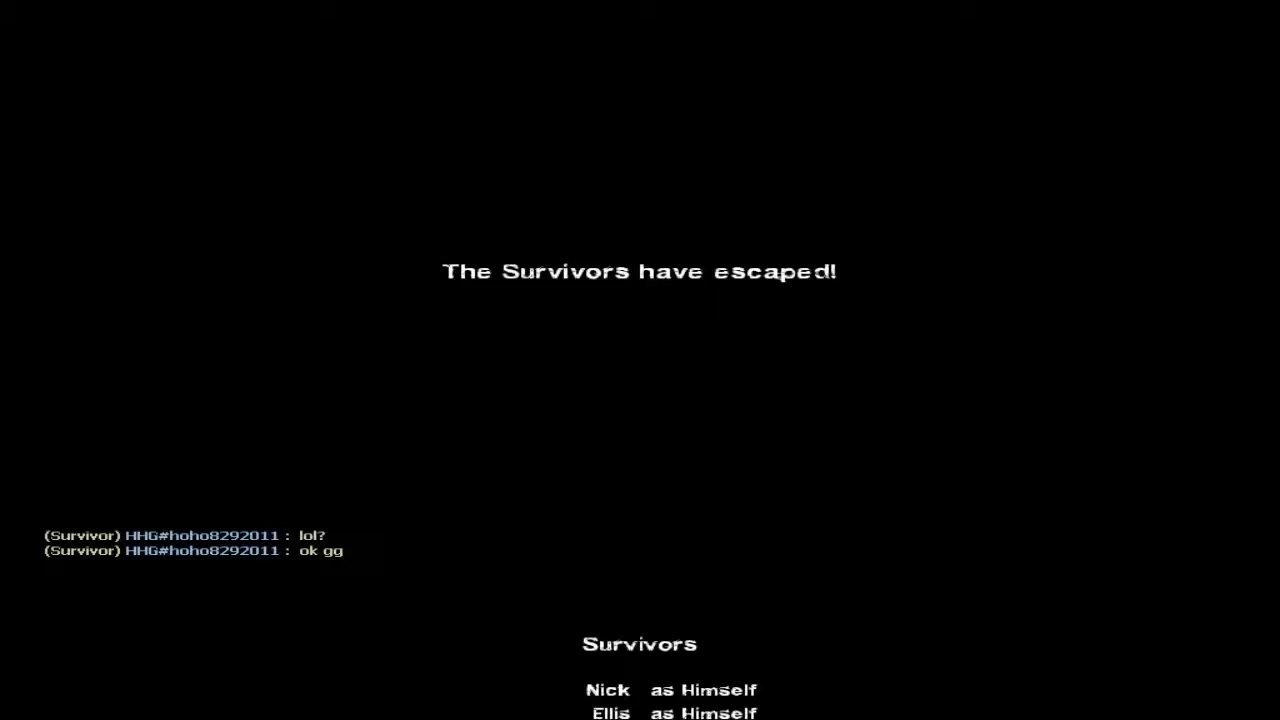 The Survivors have escaped!
(Survivor) HHG#hoho8292011 : lol?
(Survivor) HHG#hoho8292011 : ok gg
Survivors
Nick as Himself
Ellis as Himself